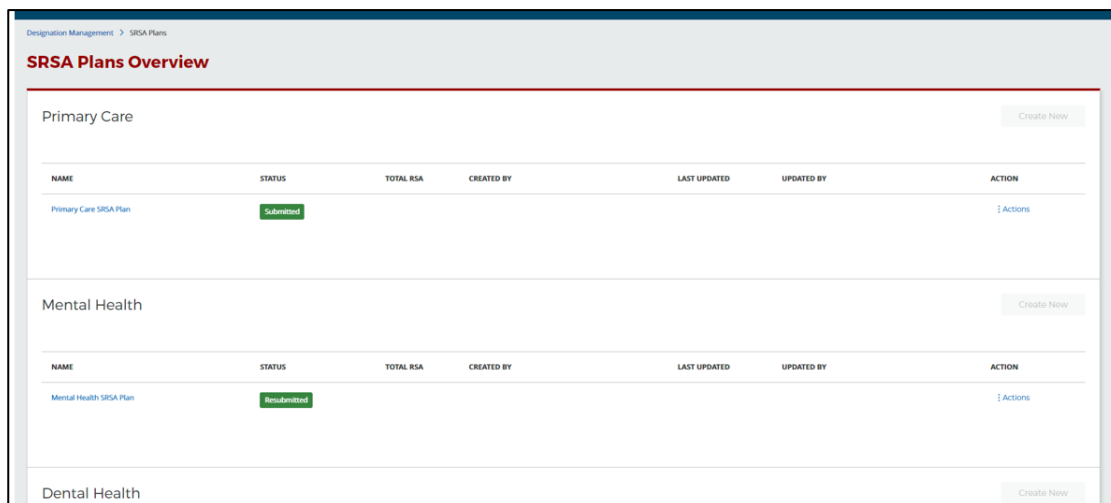 Designation Management > SRSA Plans
SRSA Plans Overview
Primary Care Create New
NAME STATUS TOTAL RSA CREATED BY LAST UPDATED UPDATED BY ACTION
Primary Care SRSA Plan Submitted Actions
Mental Health Create New
NAME STATUS TOTAL RSA CREATED BY LAST UPDATED UPDATED BY ACTION
Mental Health SRSA Plan Resubmitted Actions
Dental Health Create New